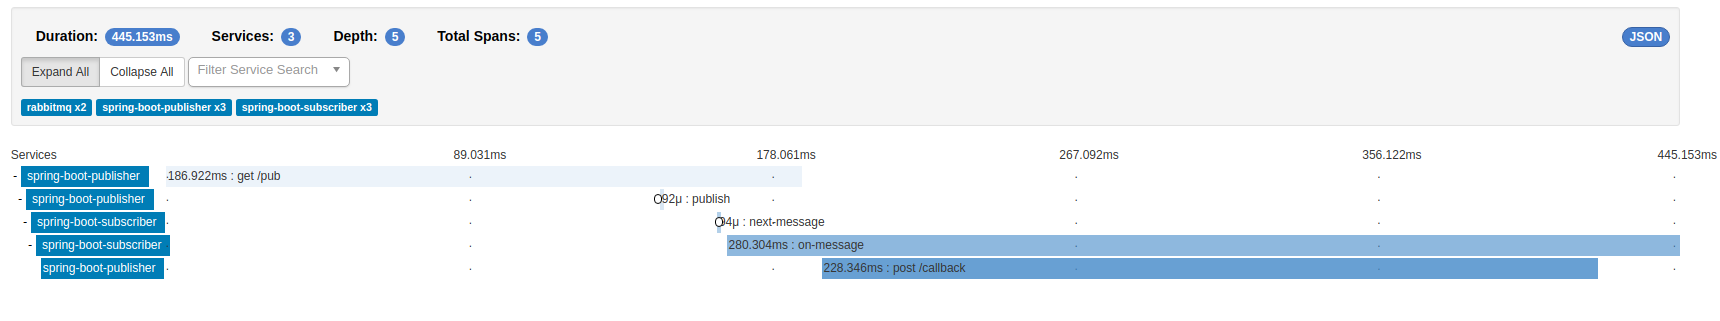 Duration: 445.153ms Services: 3 Depth: 5 Total Spans: 5 JSON
Expand All Collapse All Filter Service Search
rabbitmq x2 spring-boot-publisher x3 spring-boot-subscriber x3
Services 89.031ms 178.061ms 267.092ms 356.122ms 445.153ms
- spring-boot-publisher 186.922ms : get /pub
- spring-boot-publisher 92μ : publish
- spring-boot-subscriber 94μ : next-message
- spring-boot-subscriber 280.304ms : on-message
spring-boot-publisher 228.346ms : post /callback